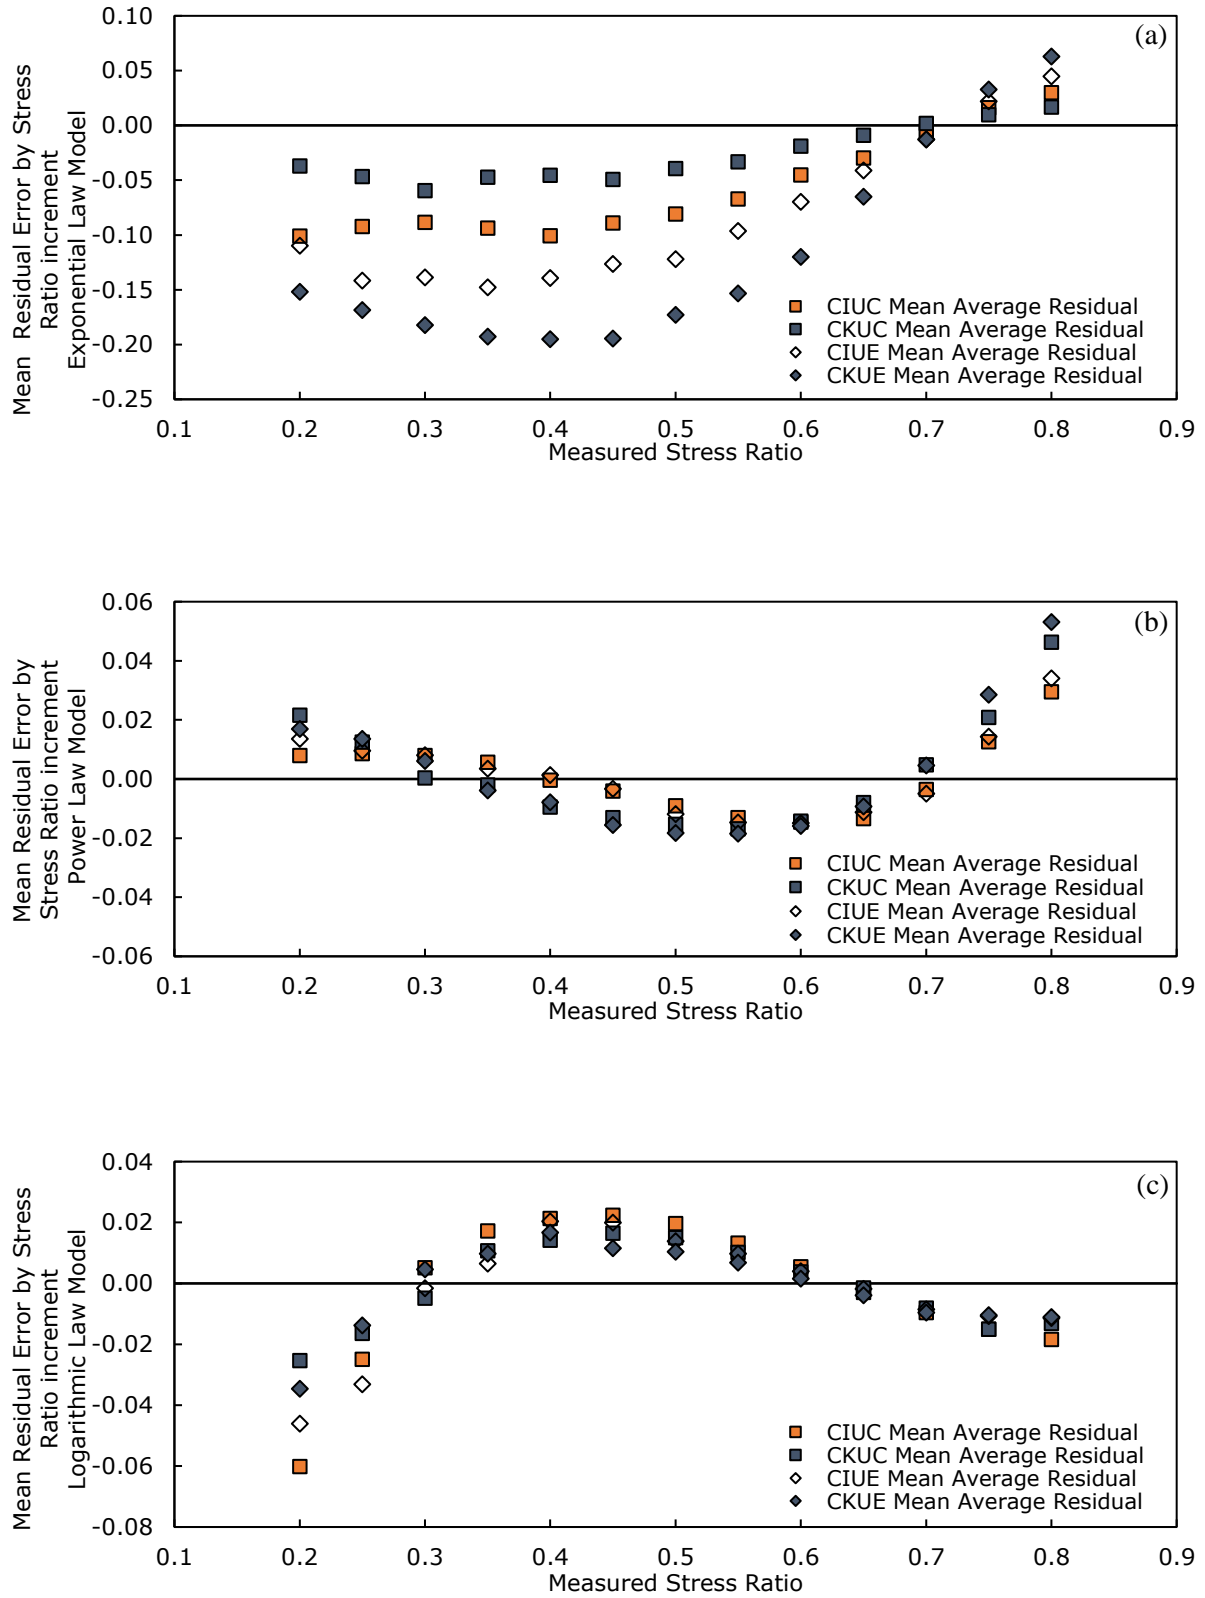 (a)
Mean Residual Error by Stress
Ratio increment
Exponential Law Model
0.10
0.05
0.00
-0.05
-0.10
-0.15
-0.20
-0.25
CIUC Mean Average Residual
CKUC Mean Average Residual
CIUE Mean Average Residual
CKUE Mean Average Residual
0.1 0.2 0.3 0.4 0.5 0.6 0.7 0.8 0.9
Measured Stress Ratio
(b)
Mean Residual Error by
Stress Ratio increment
Power Law Model
0.06
0.04
0.02
0.00
-0.02
-0.04
-0.06
CIUC Mean Average Residual
CKUC Mean Average Residual
CIUE Mean Average Residual
CKUE Mean Average Residual
0.1 0.2 0.3 0.4 0.5 0.6 0.7 0.8 0.9
Measured Stress Ratio
(c)
Mean Residual Error by Stress
Ratio increment
Logarithmic Law Model
0.04
0.02
0.00
-0.02
-0.04
-0.06
-0.08
CIUC Mean Average Residual
CKUC Mean Average Residual
CIUE Mean Average Residual
CKUE Mean Average Residual
0.1 0.2 0.3 0.4 0.5 0.6 0.7 0.8 0.9
Measured Stress Ratio